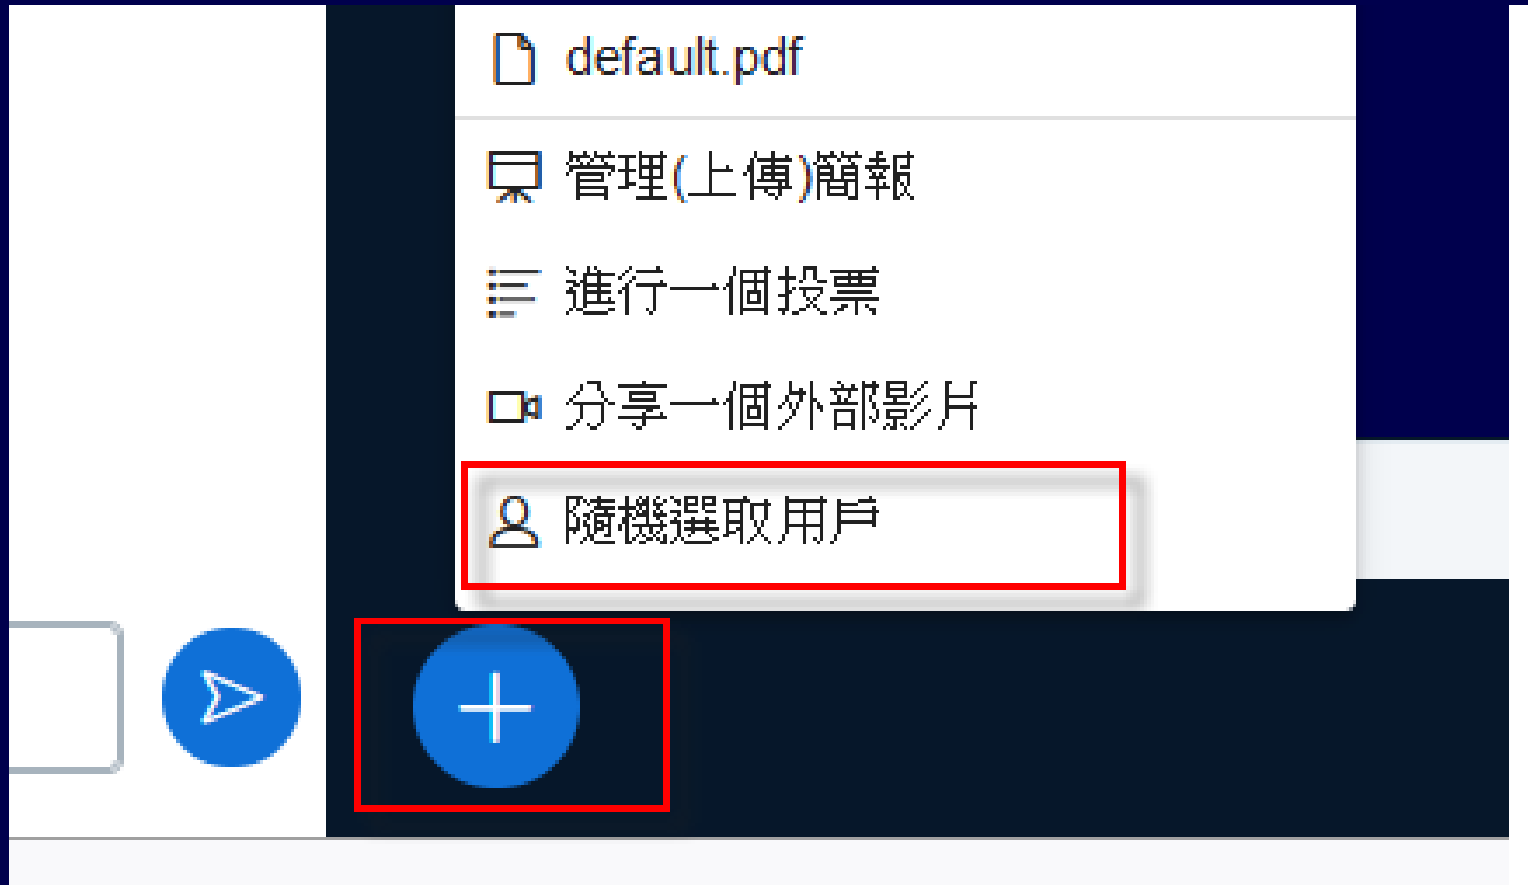 default.pdf
管理(上傳)簡報
進行一個投票
分享一個外部影片
隨機選取用戶